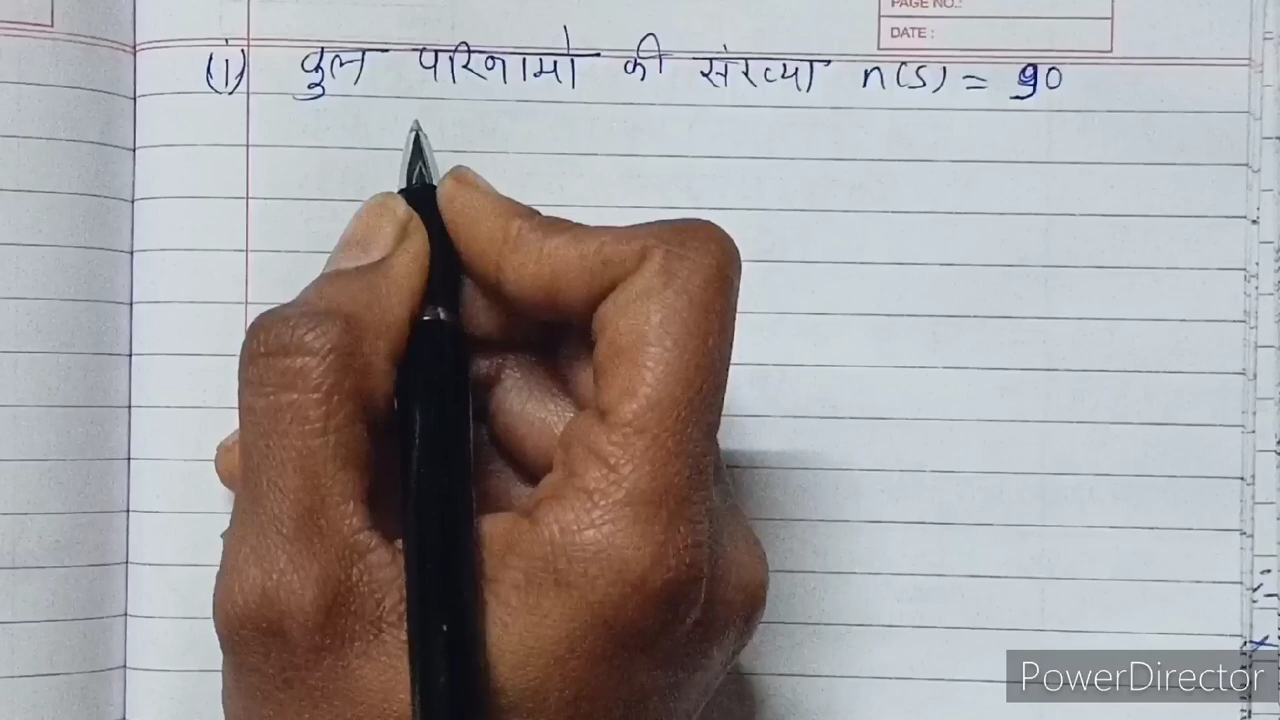 PAGE NO.:
DATE :
(i) कुल परिणामो की संख्या n(s) = 90
PowerDirector